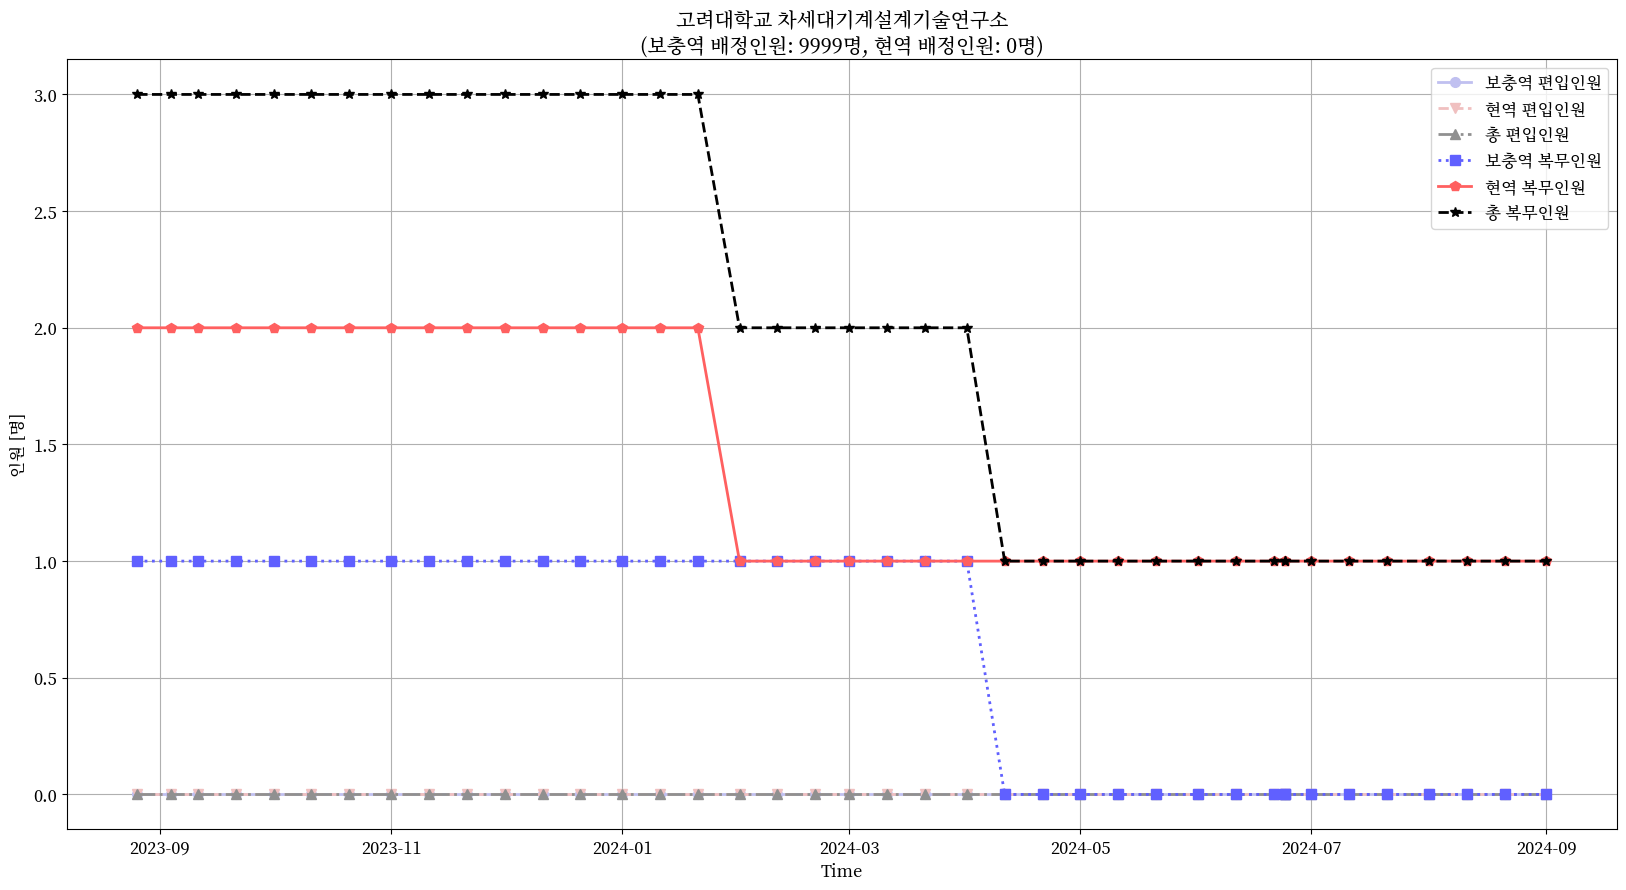 고려대학교 차세대기계설계기술연구소
(보충역 배정인원: 9999명, 현역 배정인원: 0명)
보충역 편입인원
현역 편입인원
총 편입인원
보충역 복무인원
현역 복무인원
총 복무인원
인원 [명]
3.0
2.5
2.0
1.5
1.0
0.5
0.0
2023-09 2023-11 2024-01 2024-03 2024-05 2024-07 2024-09
Time